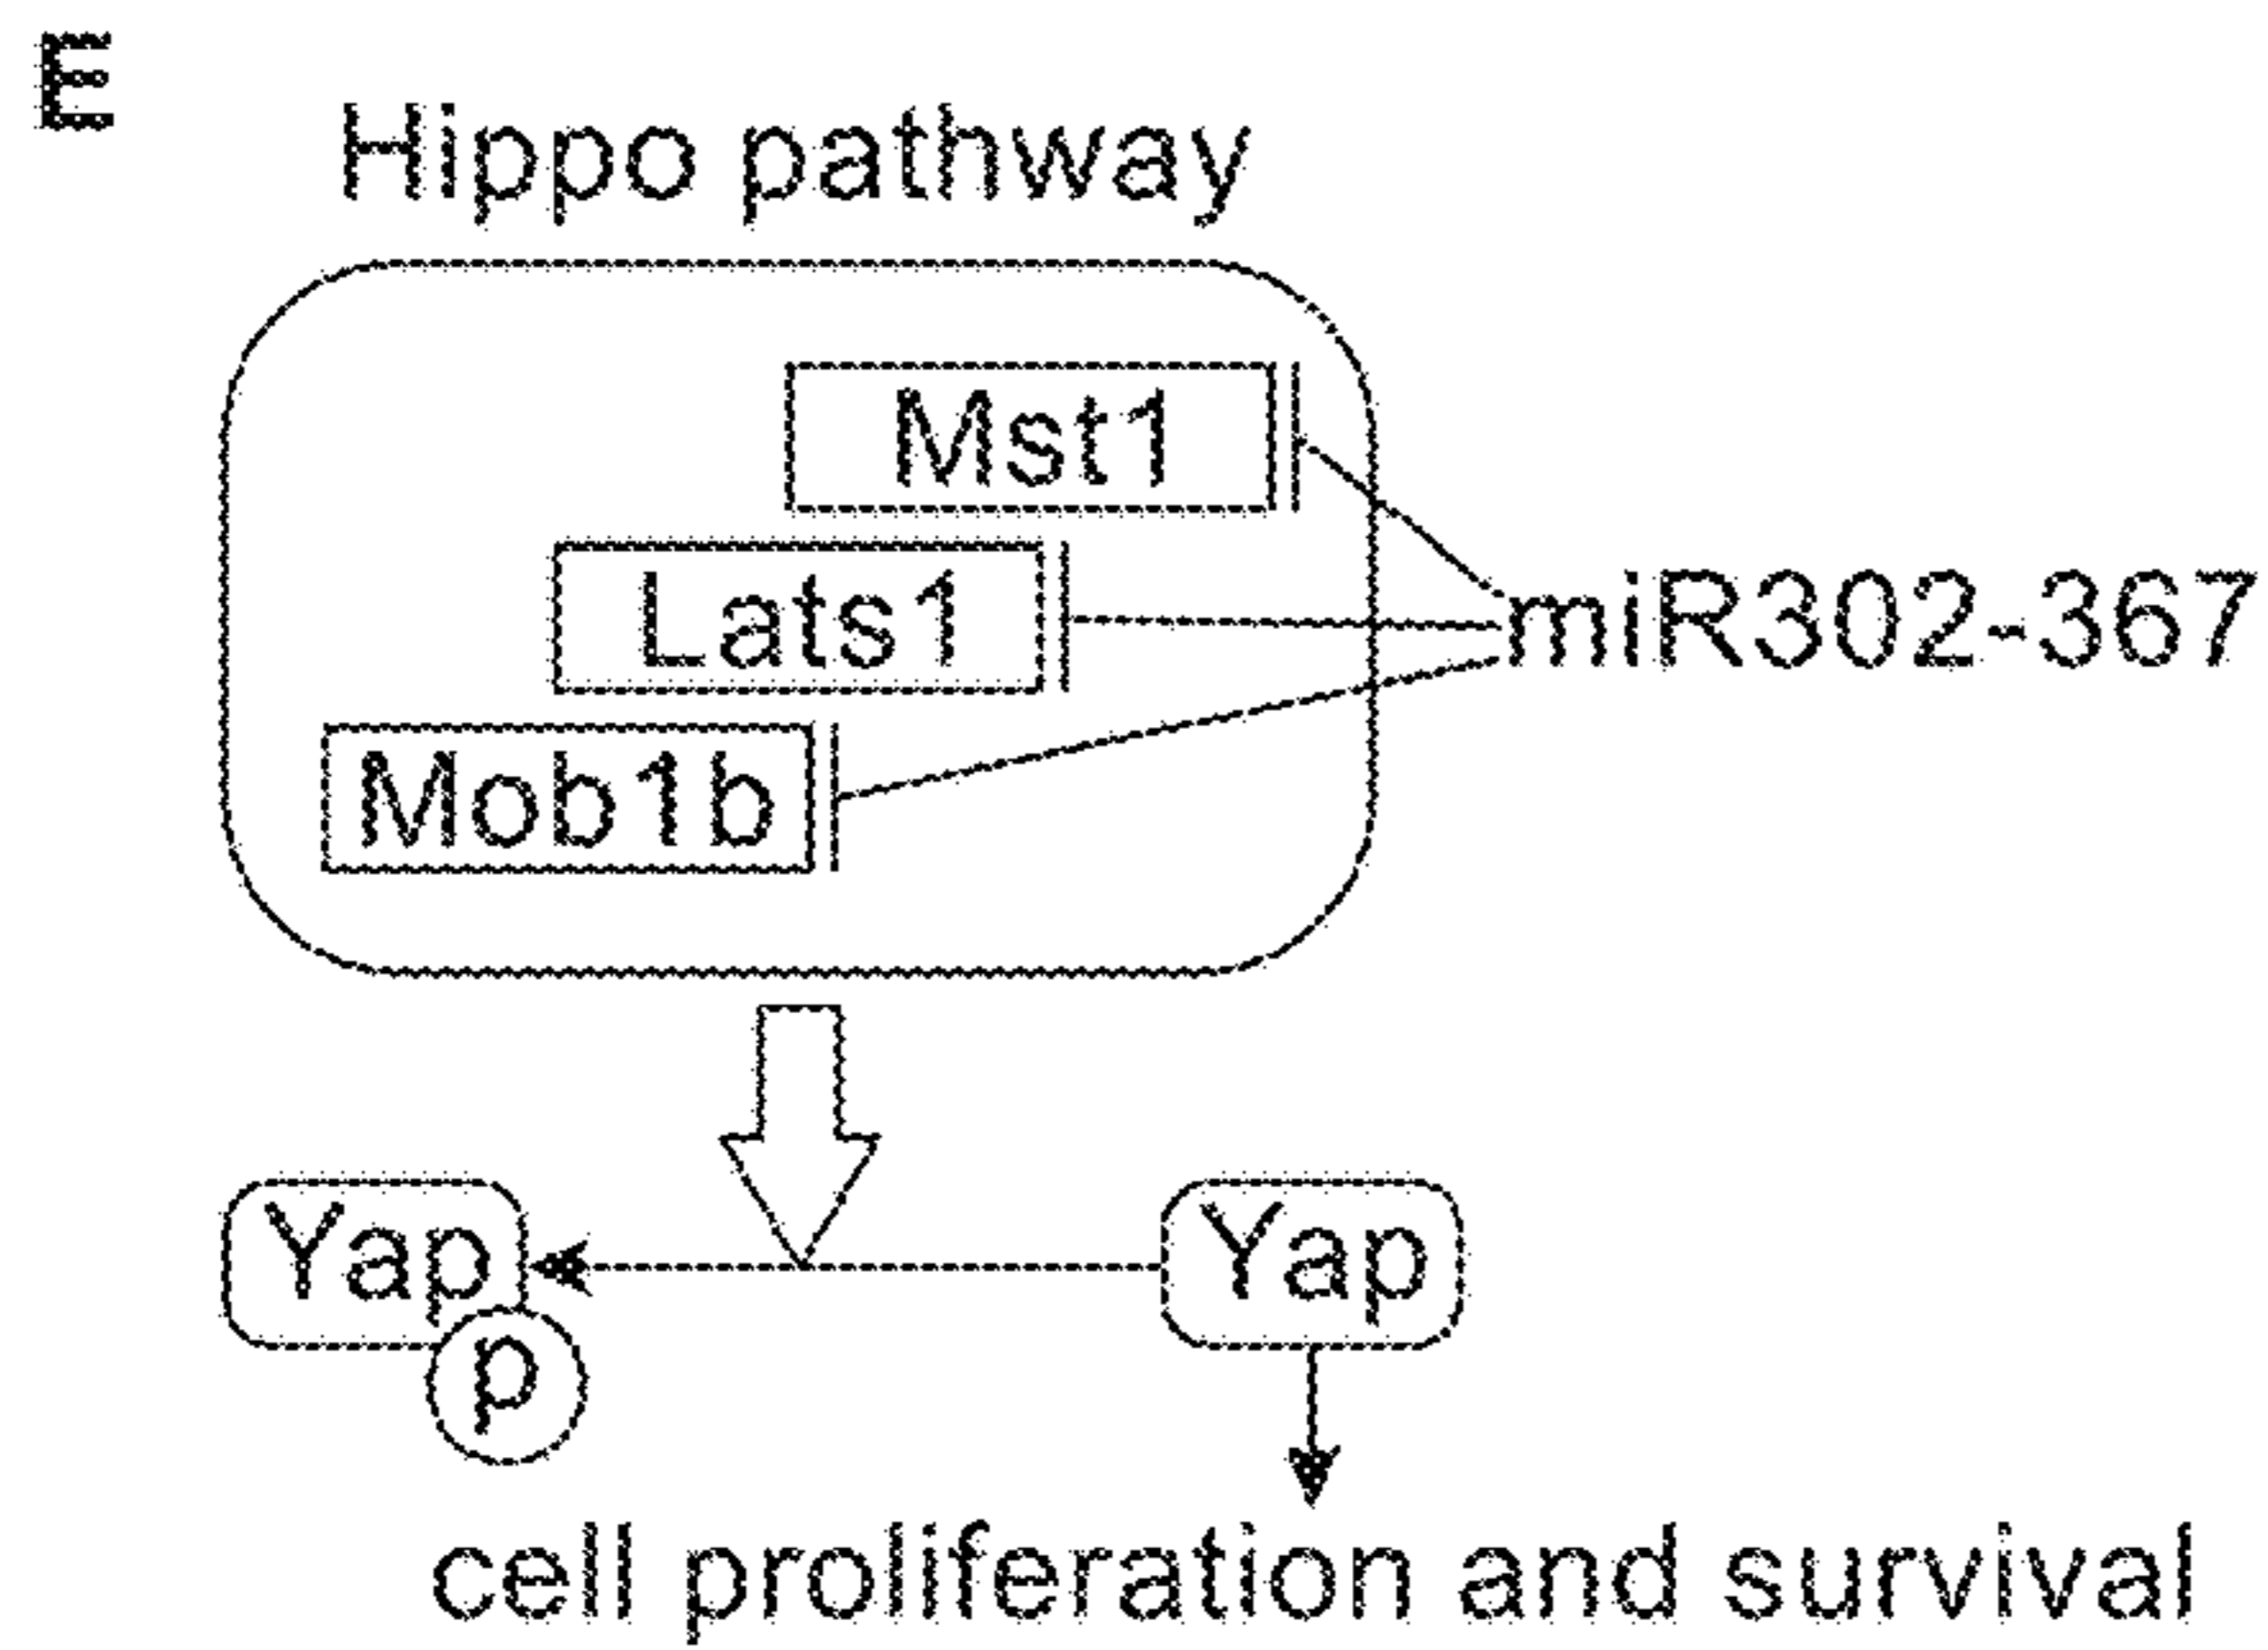 E
Hippo pathway
Mst1
Lats1
miR302-367
Mob1b
Yap
Yap
p
cell proliferation and survival